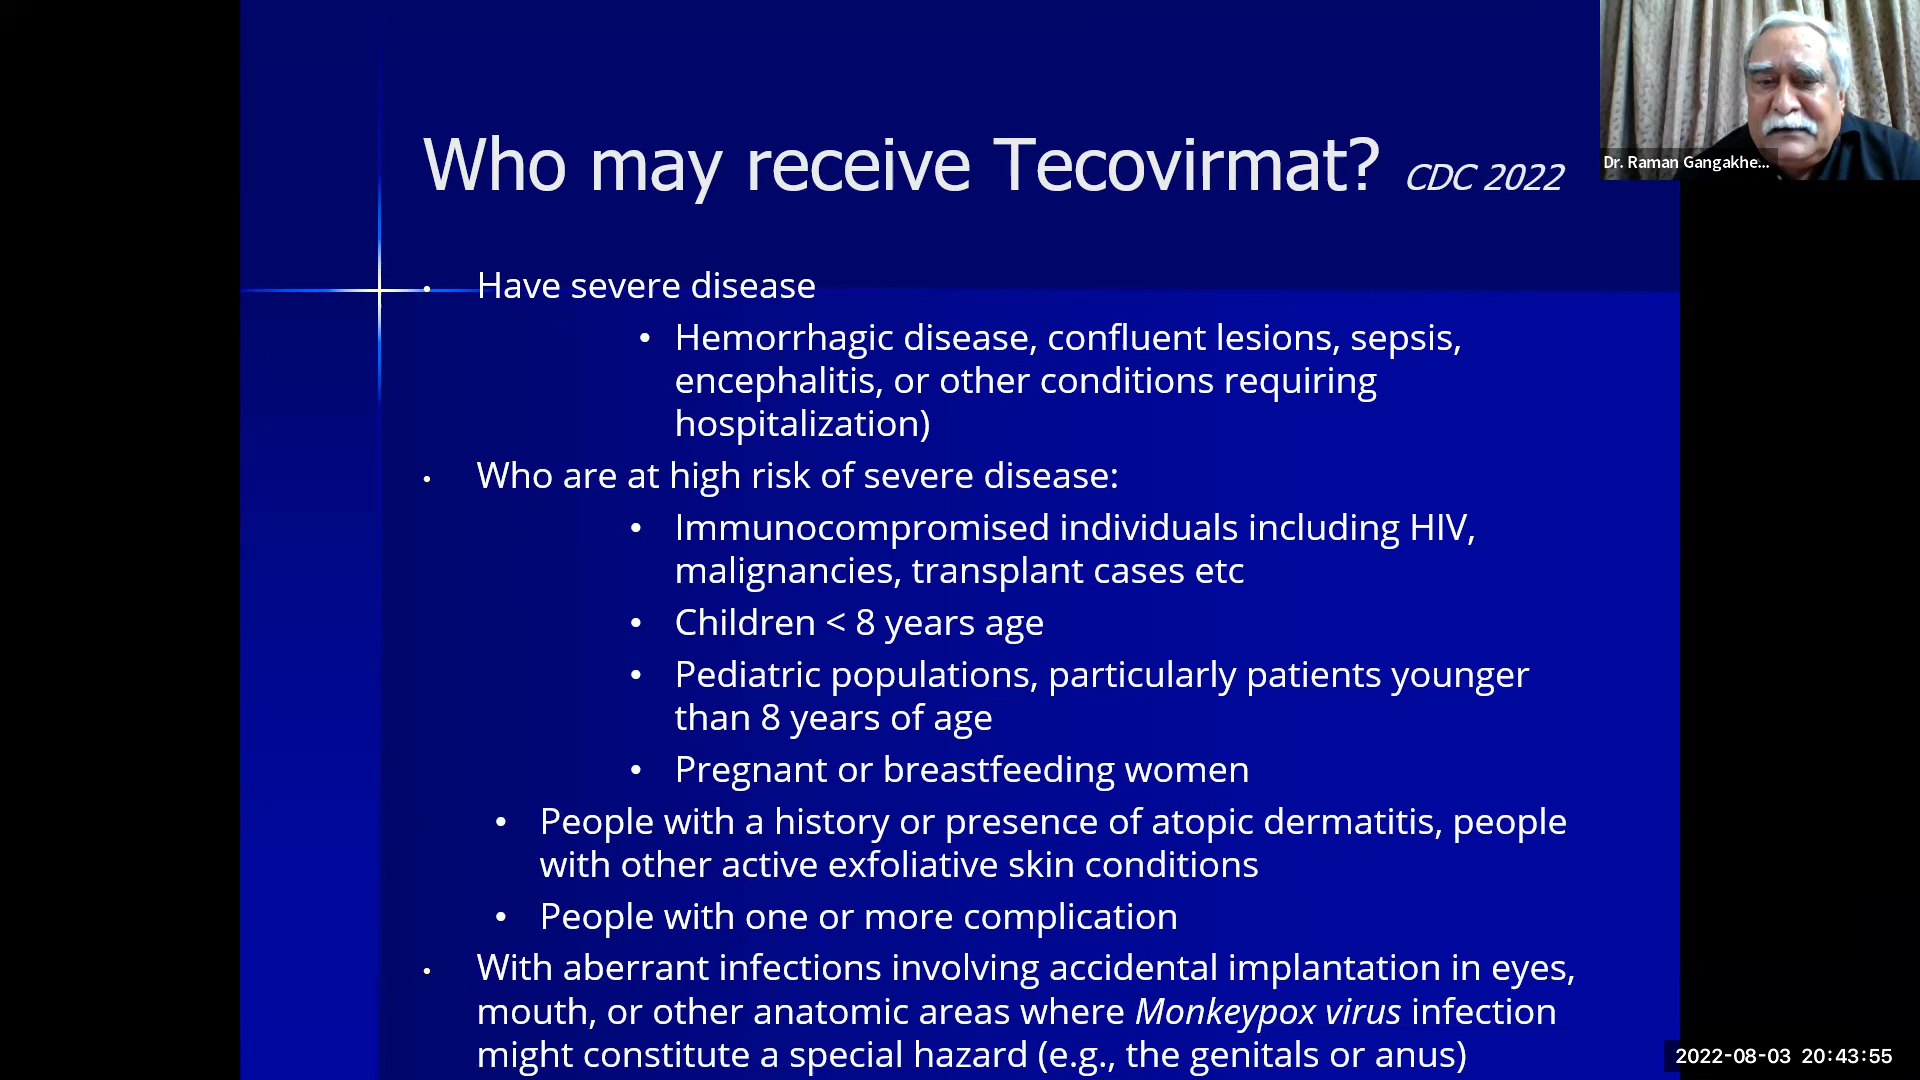 Who may receive Tecovirmat? CDC 2022
Dr. Raman Gangakhe...
• Have severe disease
• Hemorrhagic disease, confluent lesions, sepsis,
encephalitis, or other conditions requiring
hospitalization)
• Who are at high risk of severe disease:
• Immunocompromised individuals including HIV,
malignancies, transplant cases etc
• Children < 8 years age
• Pediatric populations, particularly patients younger
than 8 years of age
• Pregnant or breastfeeding women
• People with a history or presence of atopic dermatitis, people
with other active exfoliative skin conditions
• People with one or more complication
• With aberrant infections involving accidental implantation in eyes,
mouth, or other anatomic areas where Monkeypox virus infection
might constitute a special hazard (e.g., the genitals or anus)
2022-08-03 20:43:55